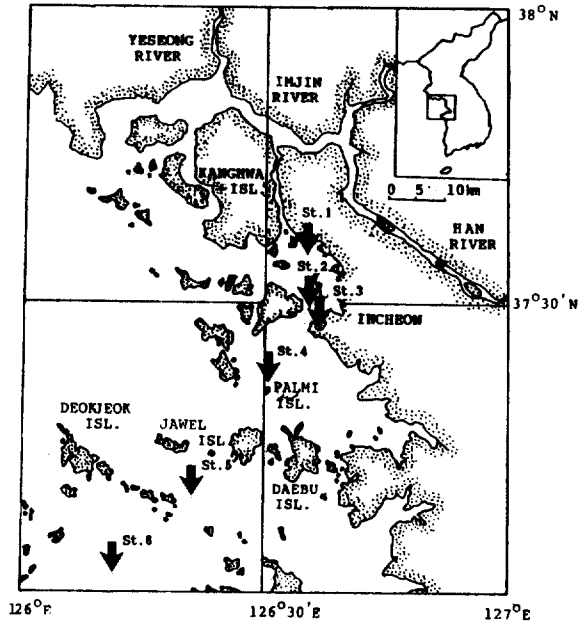 38°N
YESEONG
RIVER
IMJIN
RIVER
0 5 10km
KANGHWA
ISL.
St.1
HAN
RIVER
St.2
St.3
37°30'N
INCHEON
St.4
PALMI
ISL.
DEOKJEOK
ISL.
JAWEL
ISL
St.5
DAEBU
ISL.
St.6
126°E
126°30'E
127°E